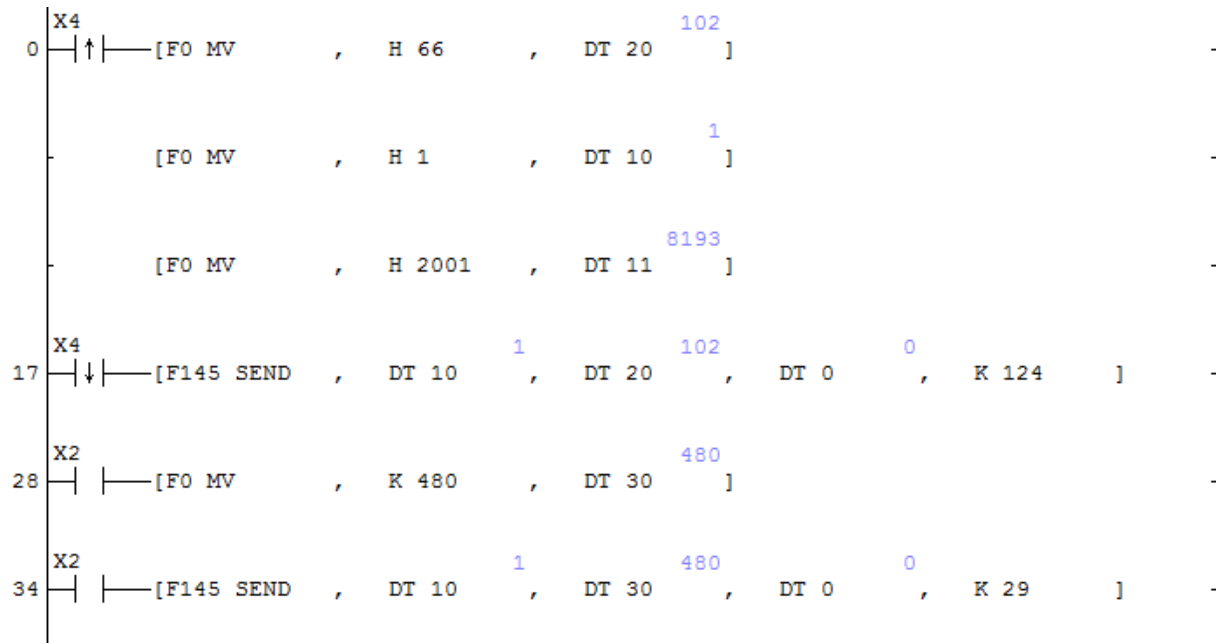 X4
102
0 [F0 MV , H 66 , DT 20 ]
1
[F0 MV , H 1 , DT 10 ]
8193
[F0 MV , H 2001 , DT 11 ]
X4 1 102 0
17 [F145 SEND , DT 10 , DT 20 , DT 0 , K 124 ]
X2 480
28 [F0 MV , K 480 , DT 30 ]
X2 1 480 0
34 [F145 SEND , DT 10 , DT 30 , DT 0 , K 29 ]